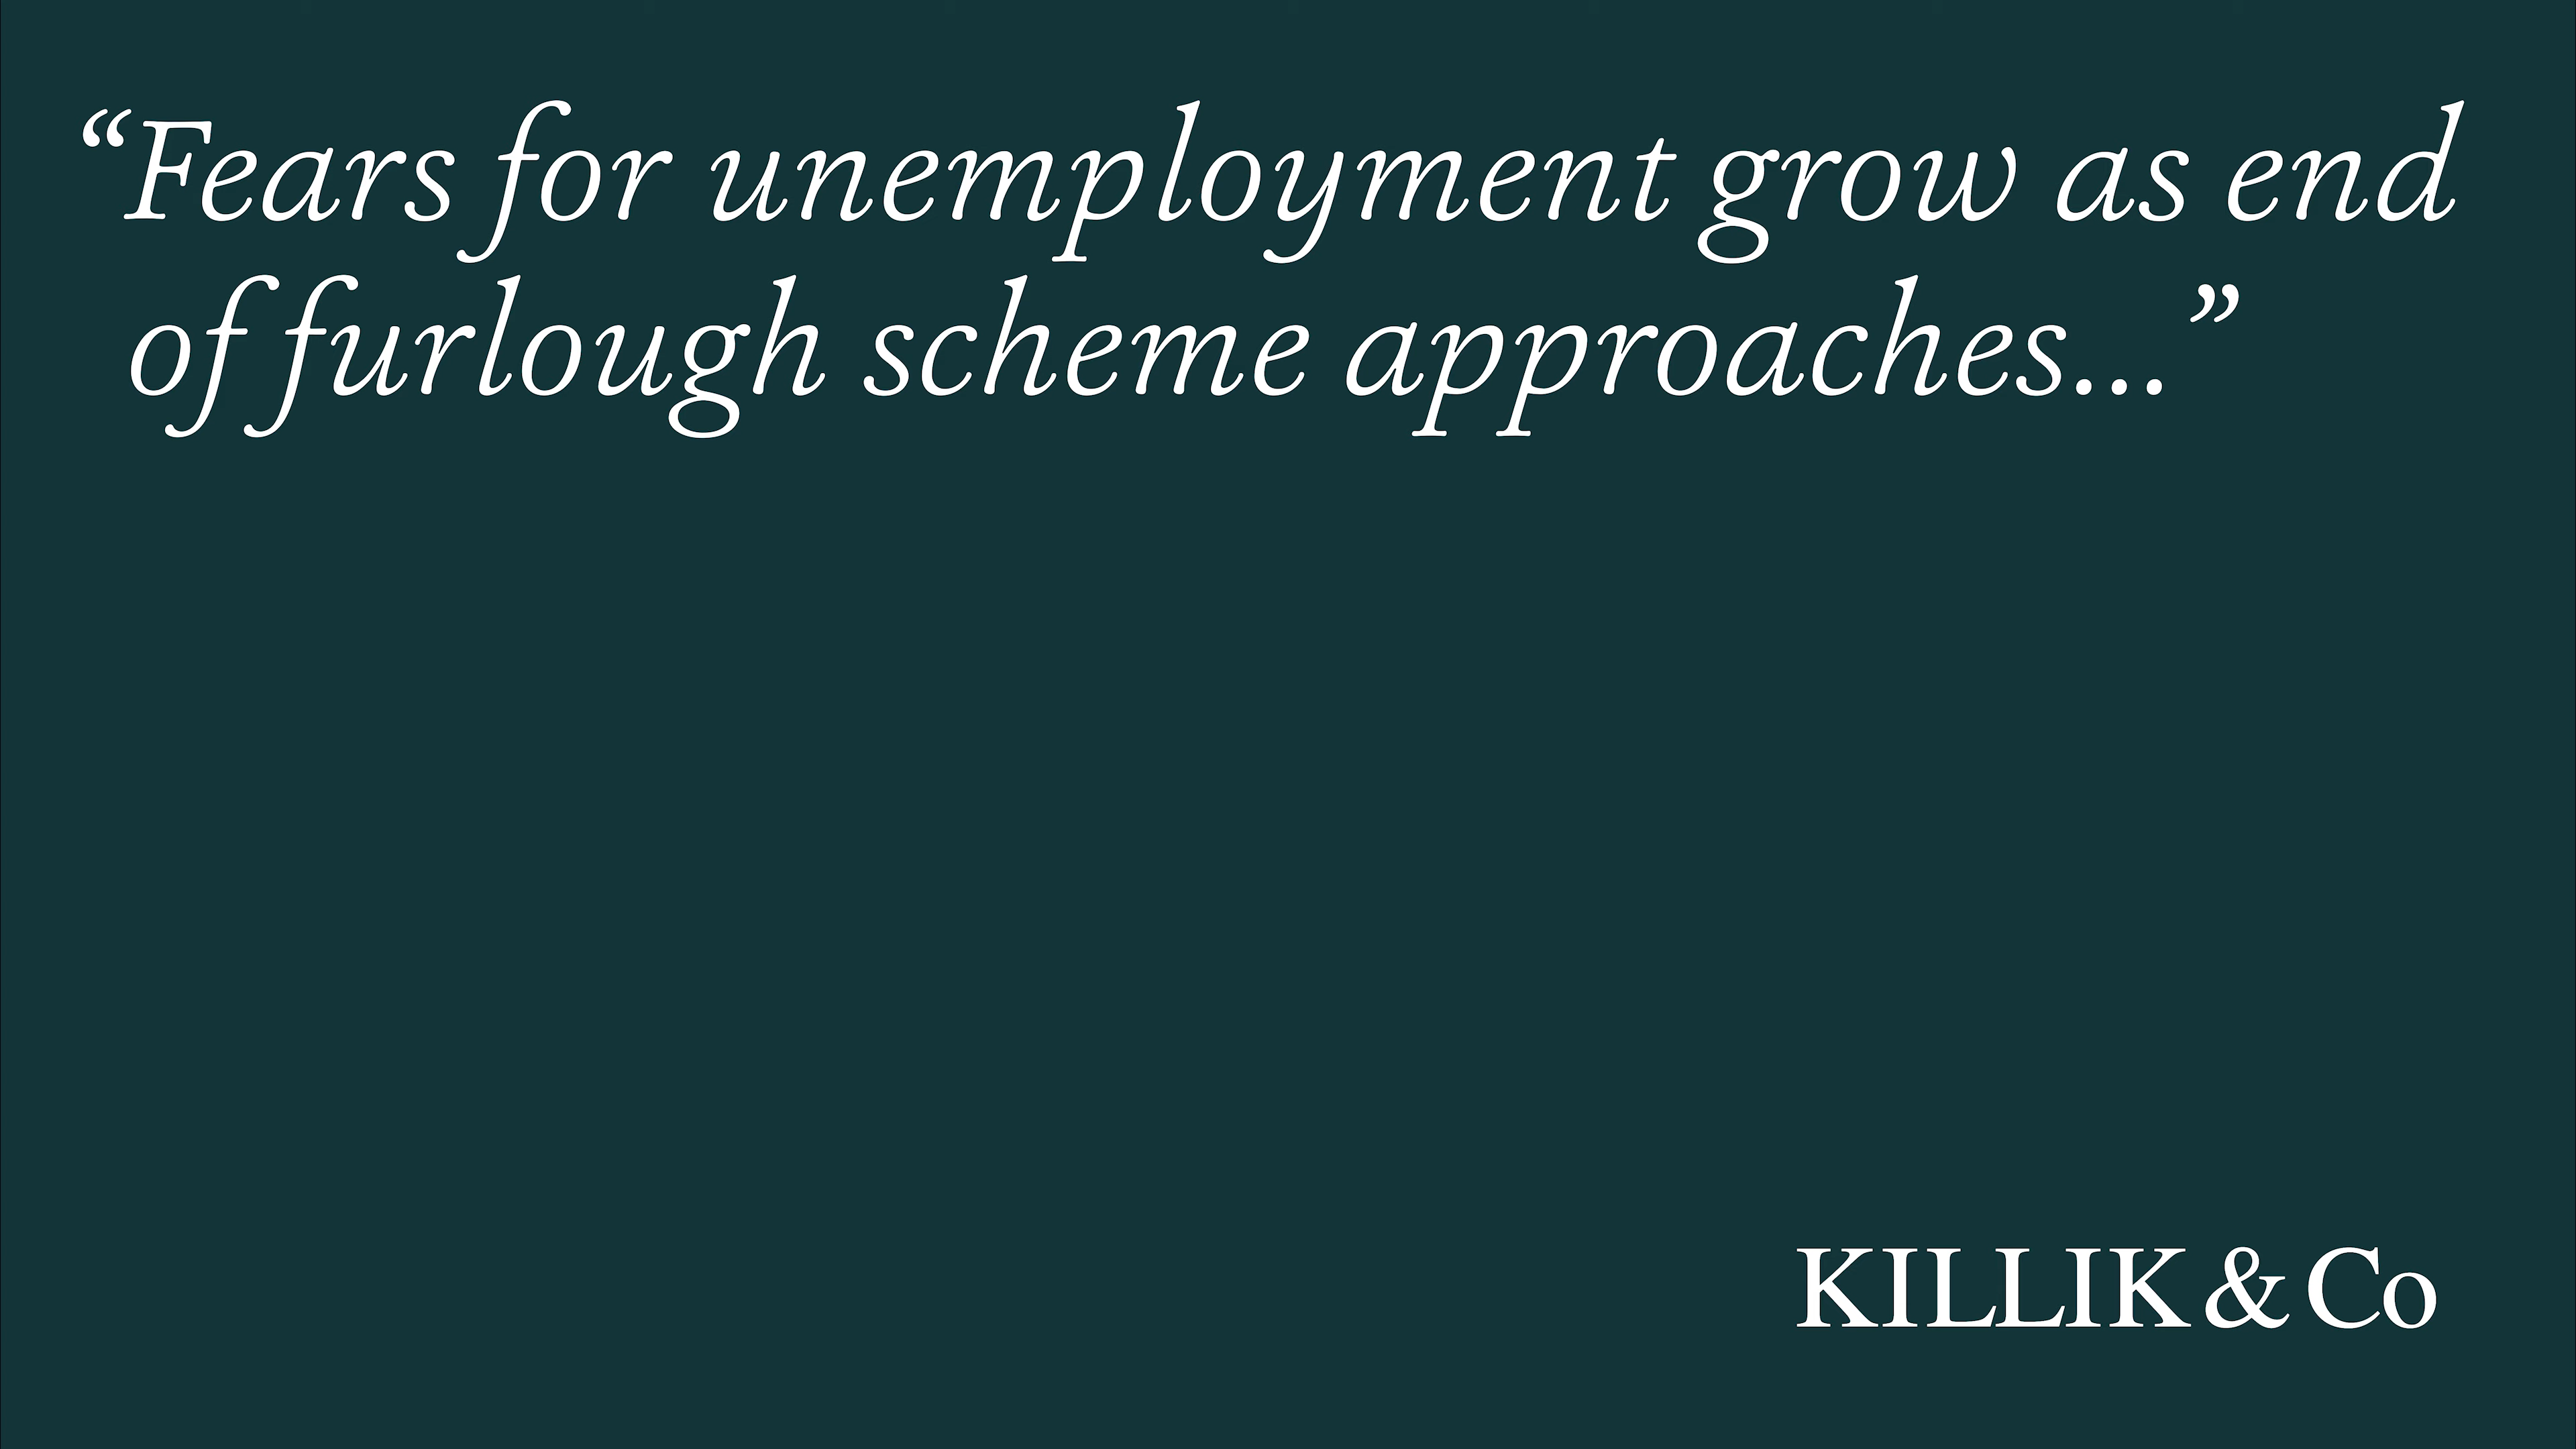 “Fears for unemployment grow as end
of furlough scheme approaches...”
KILLIK & Co